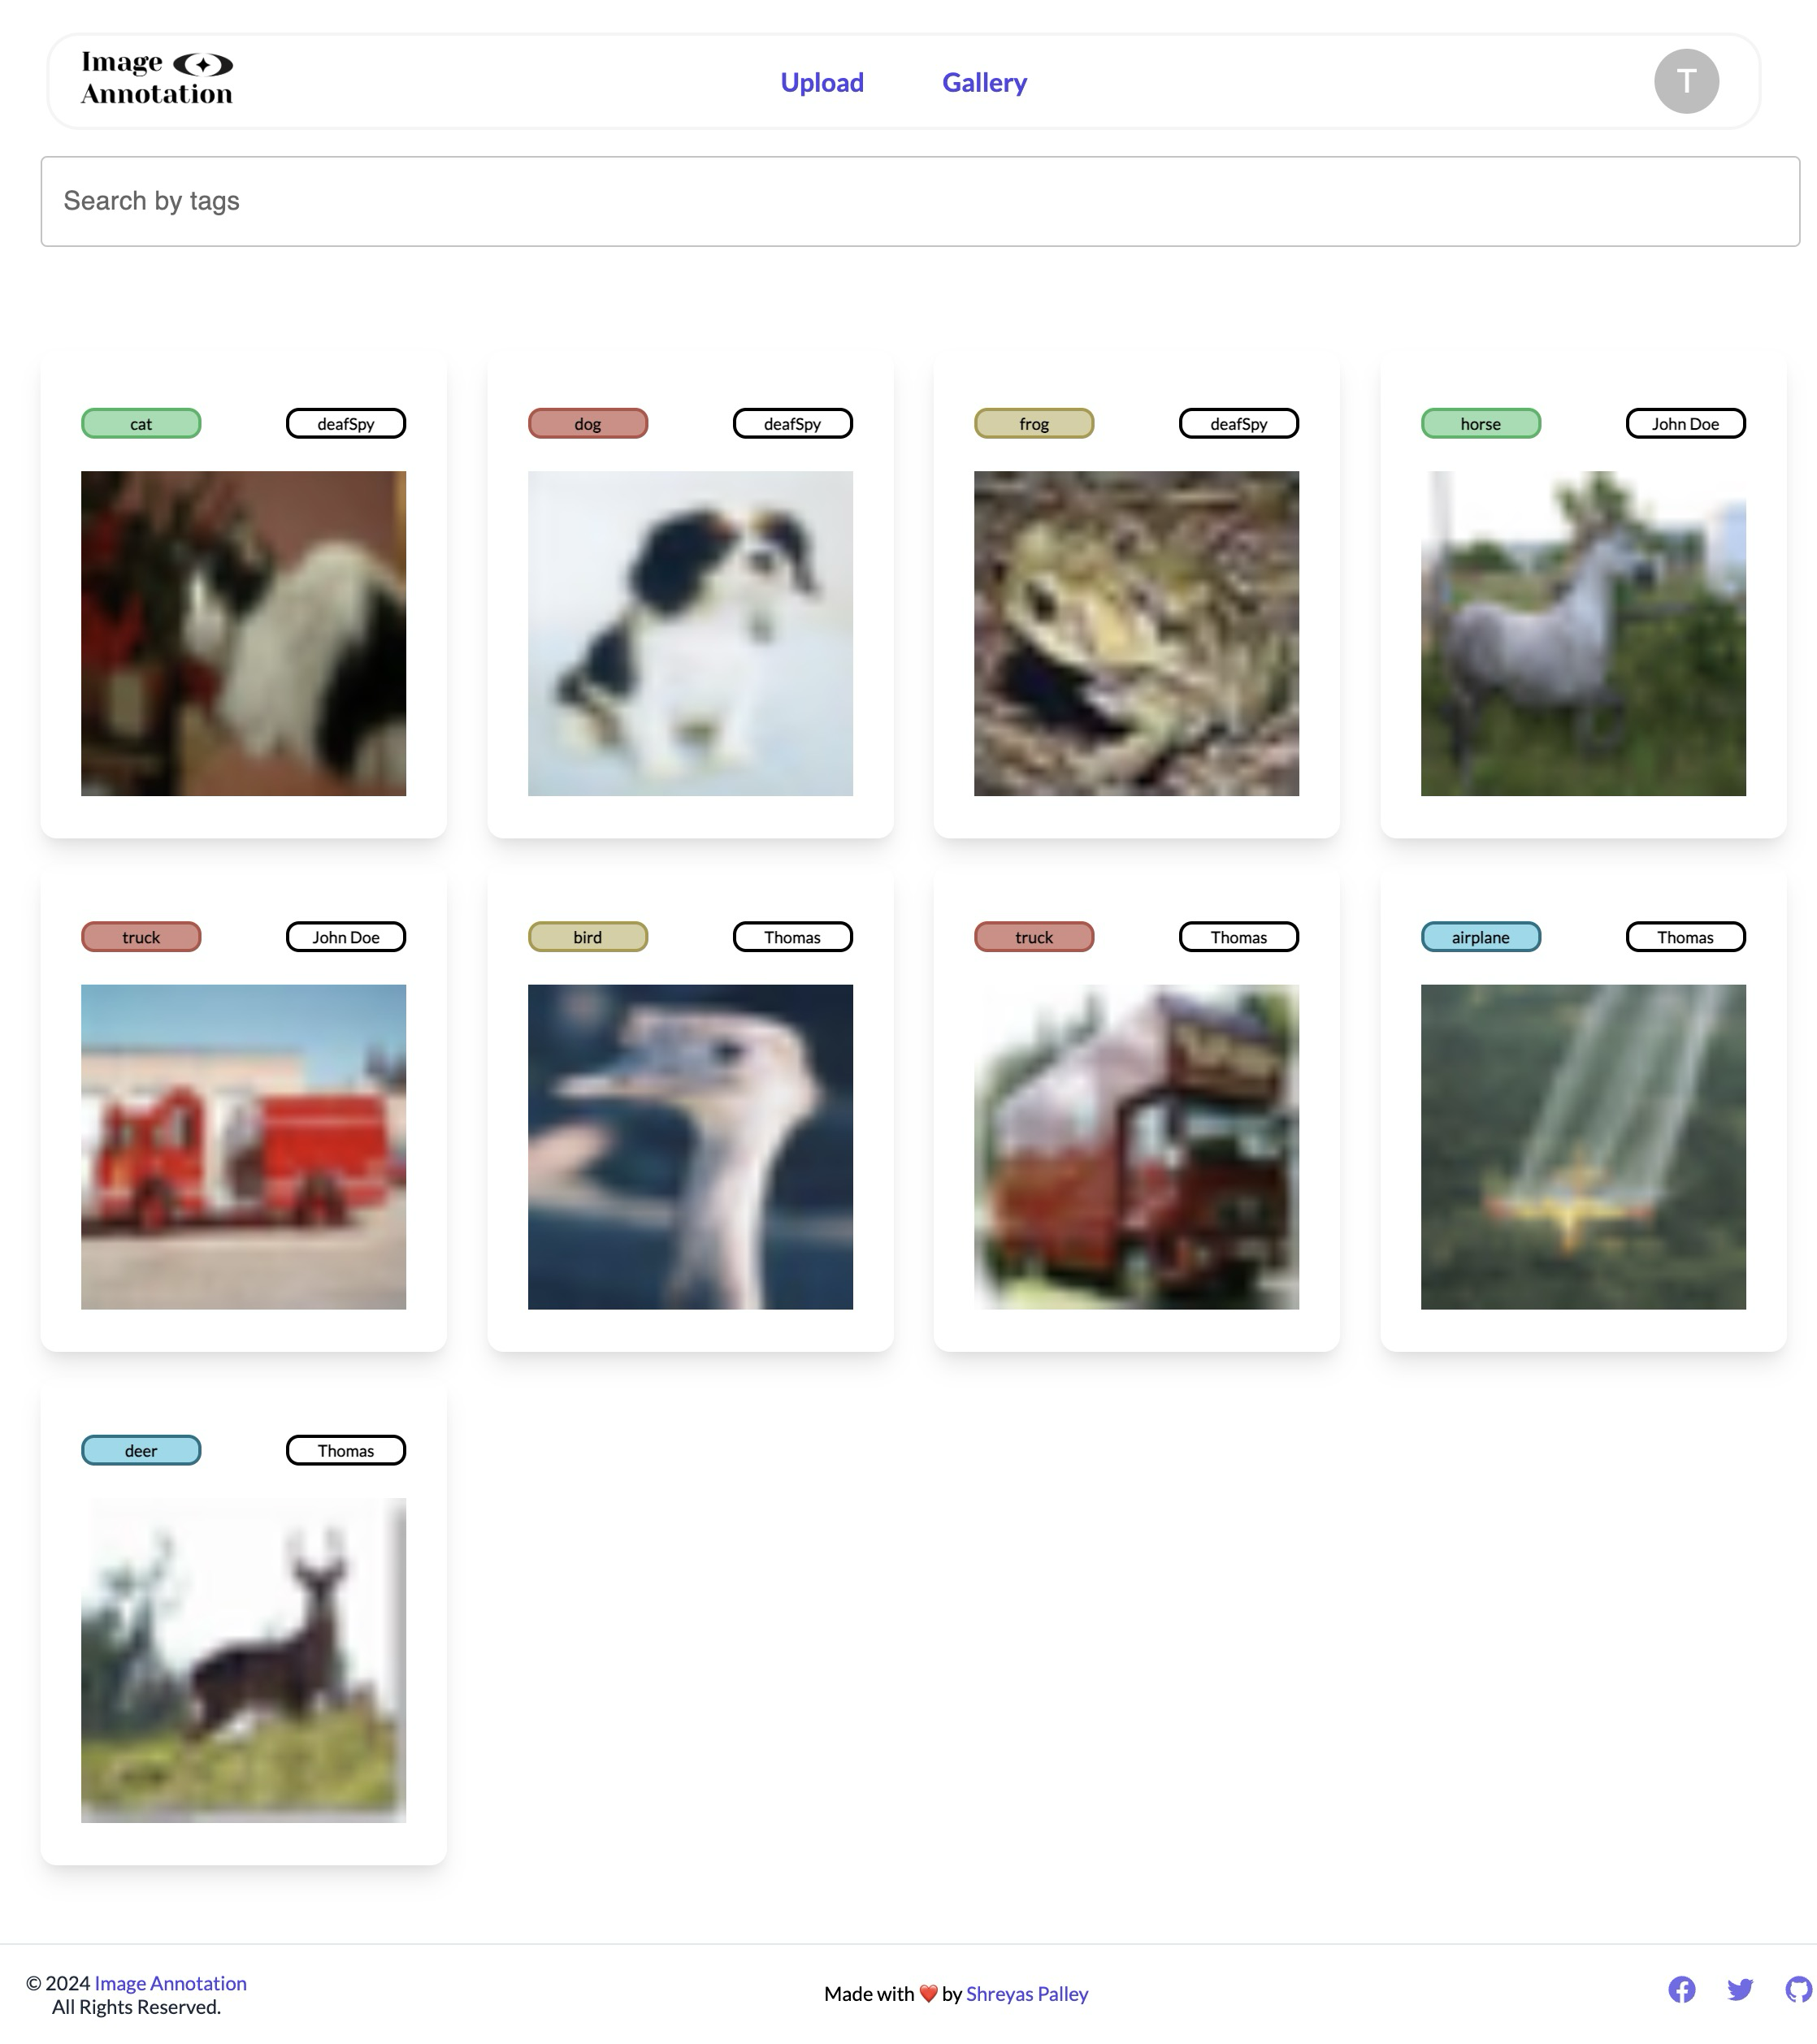 Image
Annotation
Upload
Gallery
T
Search by tags
cat
deafSpy
dog
deafSpy
frog
deafSpy
horse
John Doe
truck
John Doe
bird
Thomas
truck
Thomas
airplane
Thomas
deer
Thomas
© 2024 Image Annotation
All Rights Reserved.
Made with ❤️ by Shreyas Palley